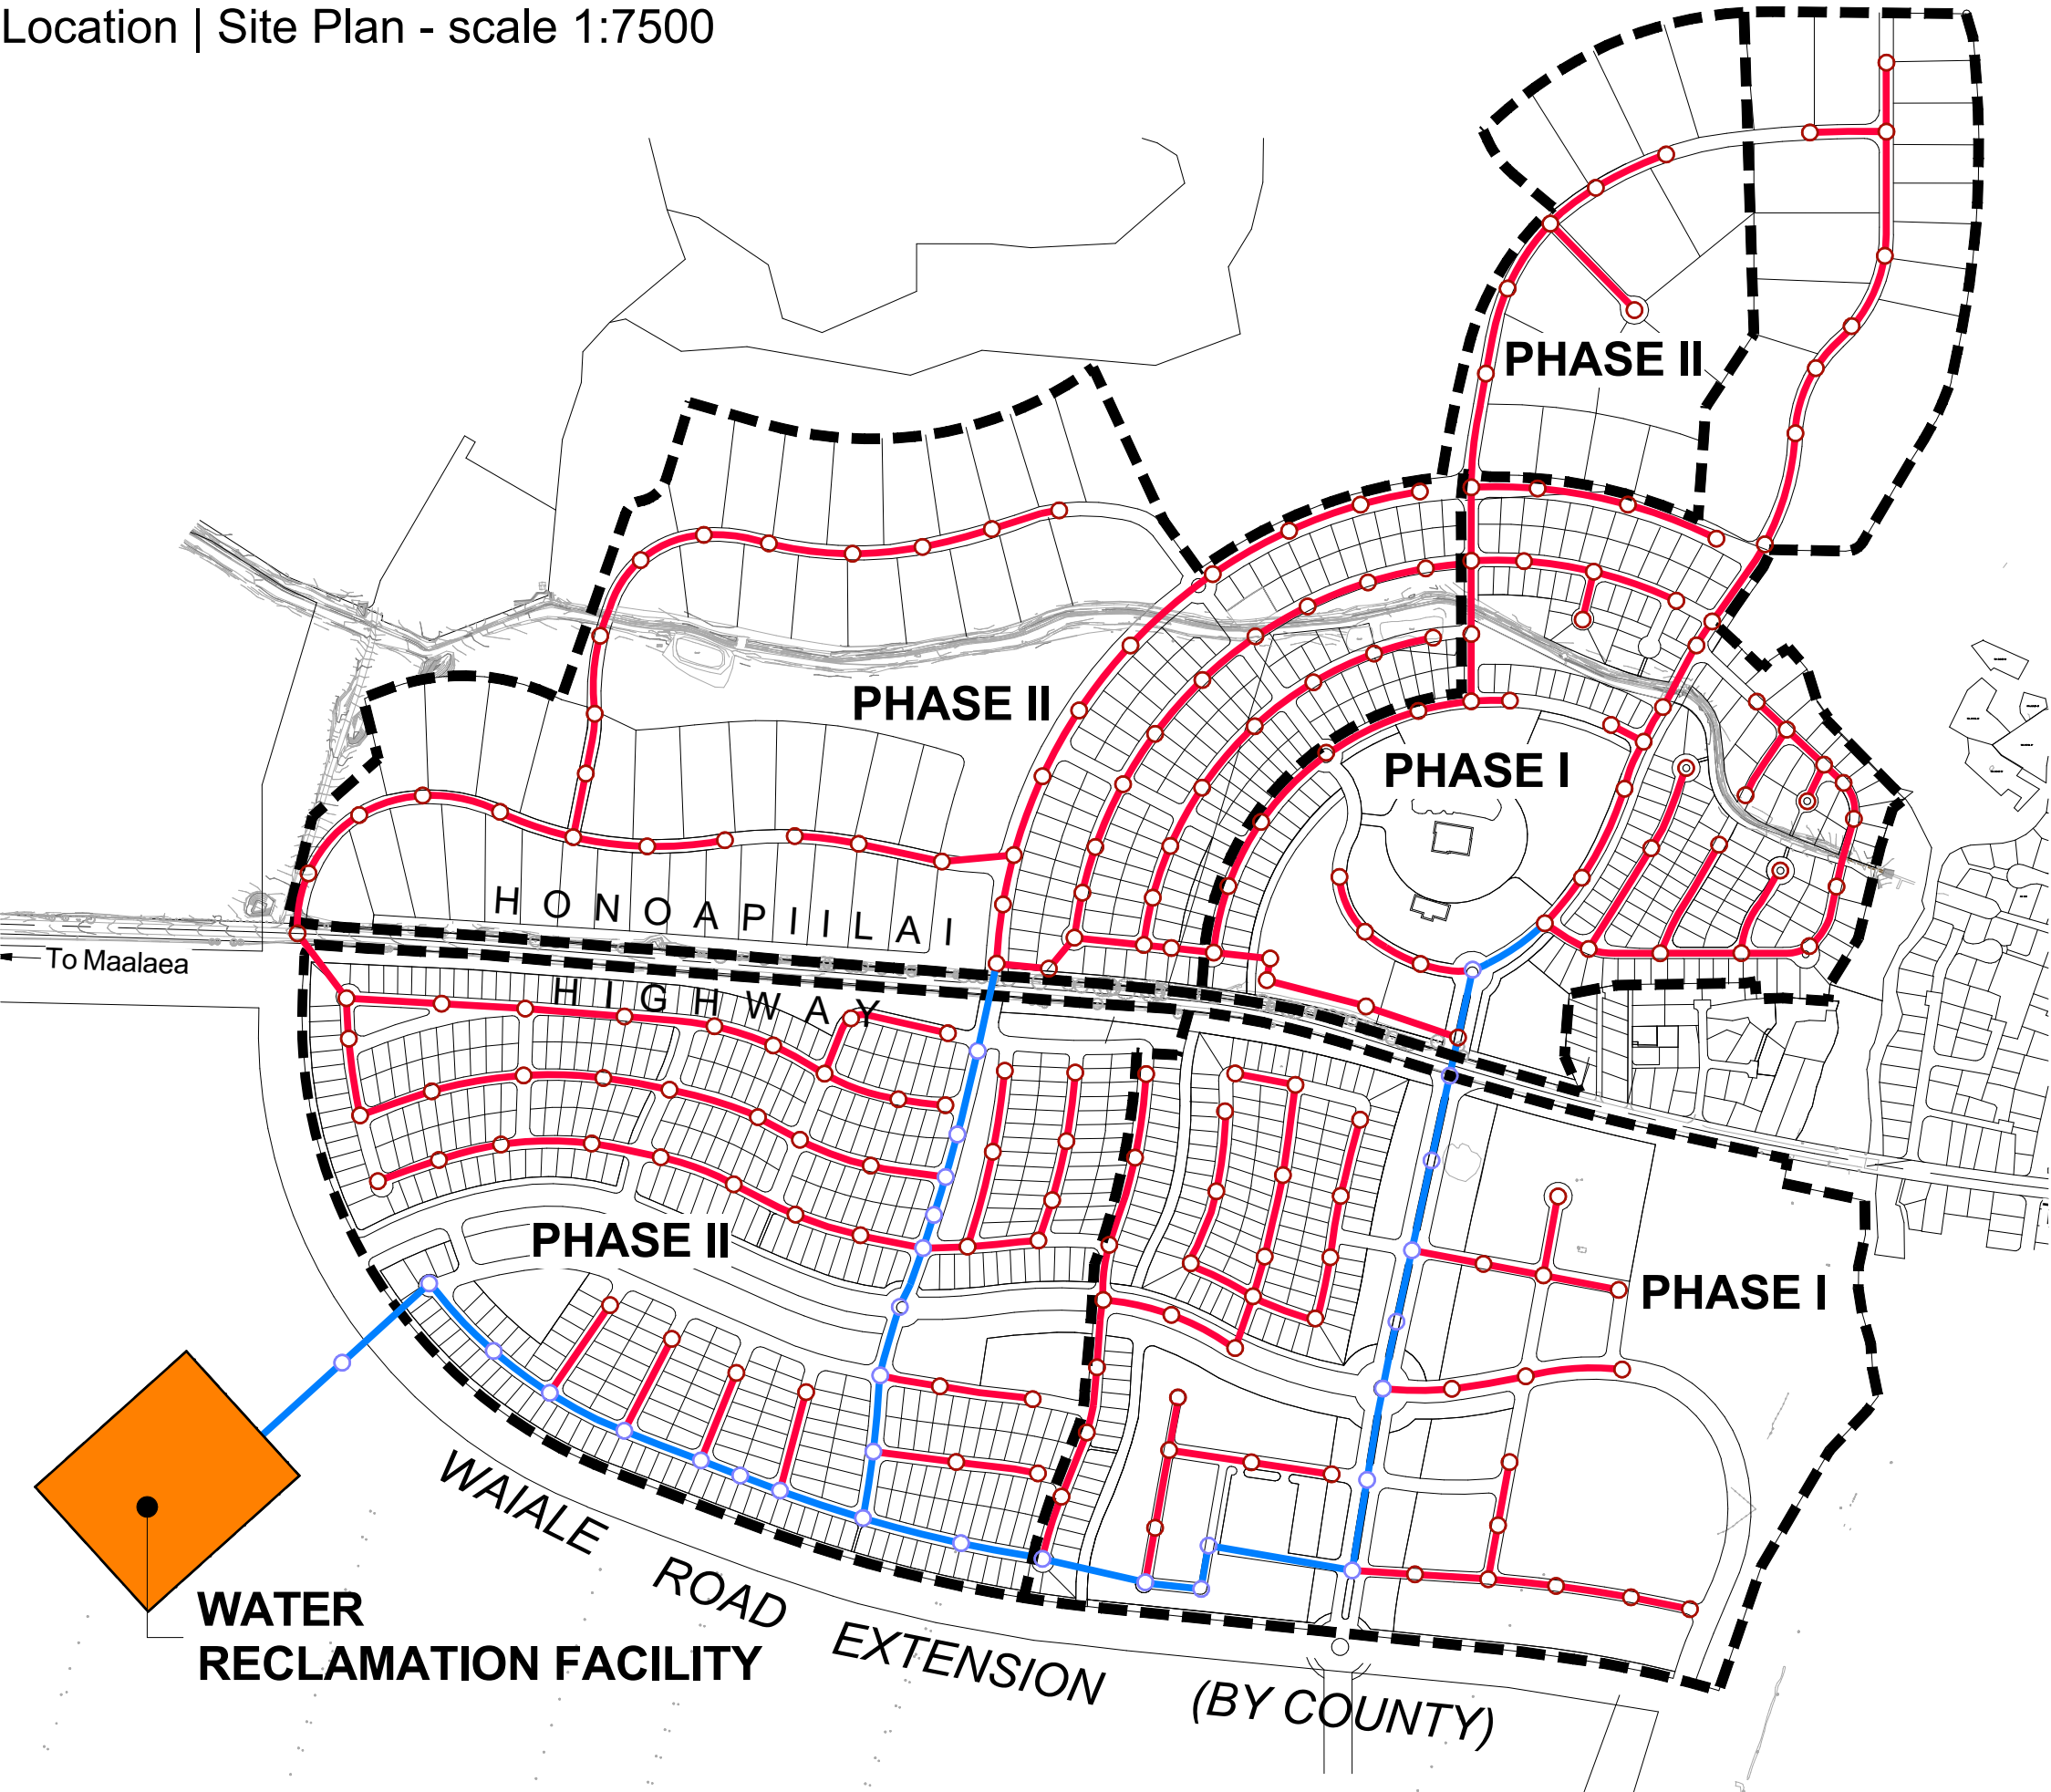 Location | Site Plan - scale 1:7500
PHASE II
PHASE II
PHASE I
HONOAPIILAI
To Maalaea
HIGHWAY
PHASE II
PHASE I
WAIALE ROAD EXTENSION (BY COUNTY)
WATER
RECLAMATION FACILITY